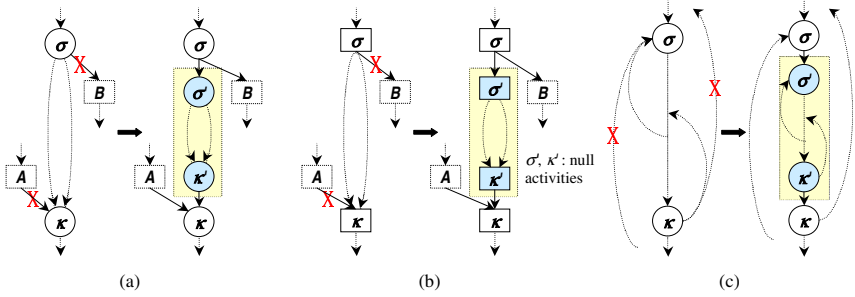 σ σ σ σ σ σ
X X X
B σ' B B σ' B σ'
X
A A κ' A A κ' κ'
σ', κ' : null
activities
X X
κ κ κ κ κ κ
(a) (b) (c)